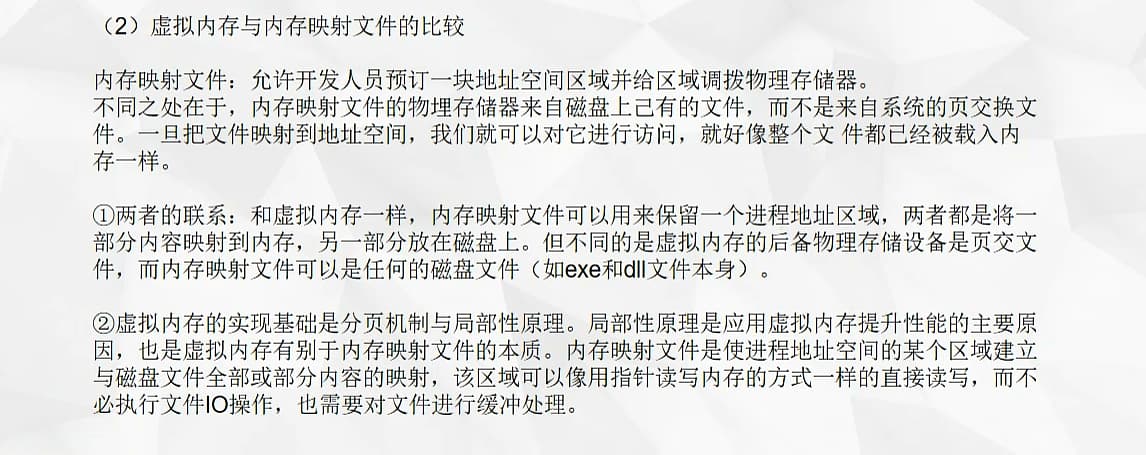 （2）虚拟内存与内存映射文件的比较
内存映射文件：允许开发人员预订一块地址空间区域并给区域调拨物理存储器。
不同之处在于，内存映射文件的物埋存储器来自磁盘上己有的文件，而不是来自系统的页交换文
件。一旦把文件映射到地址空间，我们就可以对它进行访问，就好像整个文 件都已经被载入内
存一样。
①两者的联系：和虚拟内存一样，内存映射文件可以用来保留一个进程地址区域，两者都是将一
部分内容映射到内存，另一部分放在磁盘上。但不同的是虚拟内存的后备物理存储设备是页交文
件，而内存映射文件可以是任何的磁盘文件（如exe和dll文件本身）。
②虚拟内存的实现基础是分页机制与局部性原理。局部性原理是应用虚拟内存提升性能的主要原
因，也是虚拟内存有别于内存映射文件的本质。内存映射文件是使进程地址空间的某个区域建立
与磁盘文件全部或部分内容的映射，该区域可以像用指针读写内存的方式一样的直接读写，而不
必执行文件IO操作，也需要对文件进行缓冲处理。